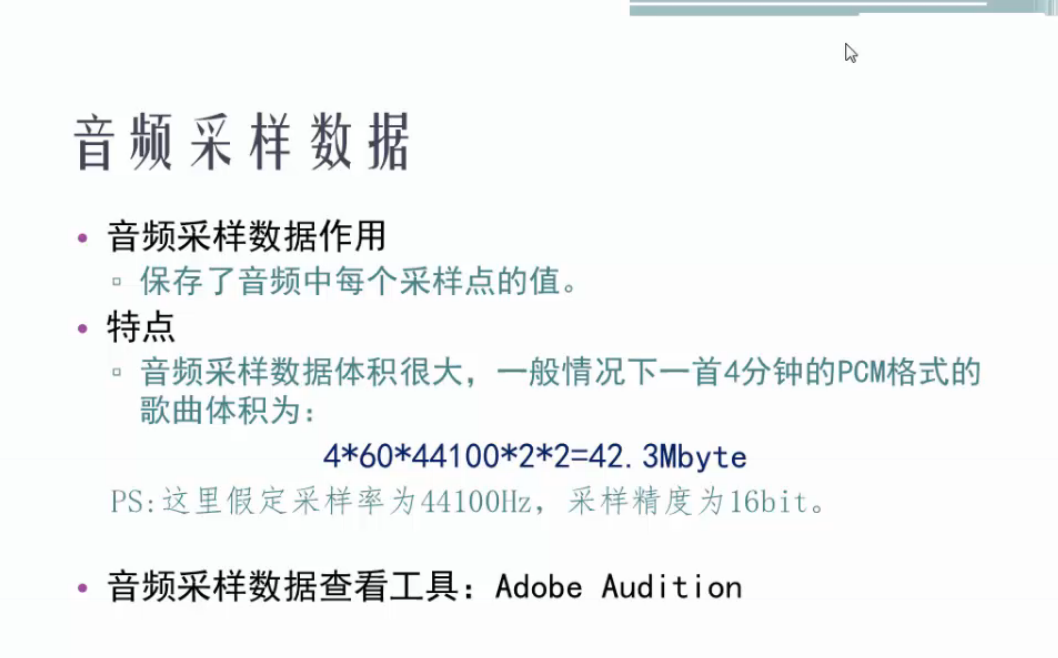 音频采样数据
• 音频采样数据作用
▫ 保存了音频中每个采样点的值。
• 特点
▫ 音频采样数据体积很大，一般情况下一首4分钟的PCM格式的
歌曲体积为：
4*60*44100*2*2=42.3Mbyte
PS:这里假定采样率为44100Hz，采样精度为16bit。
• 音频采样数据查看工具：Adobe Audition